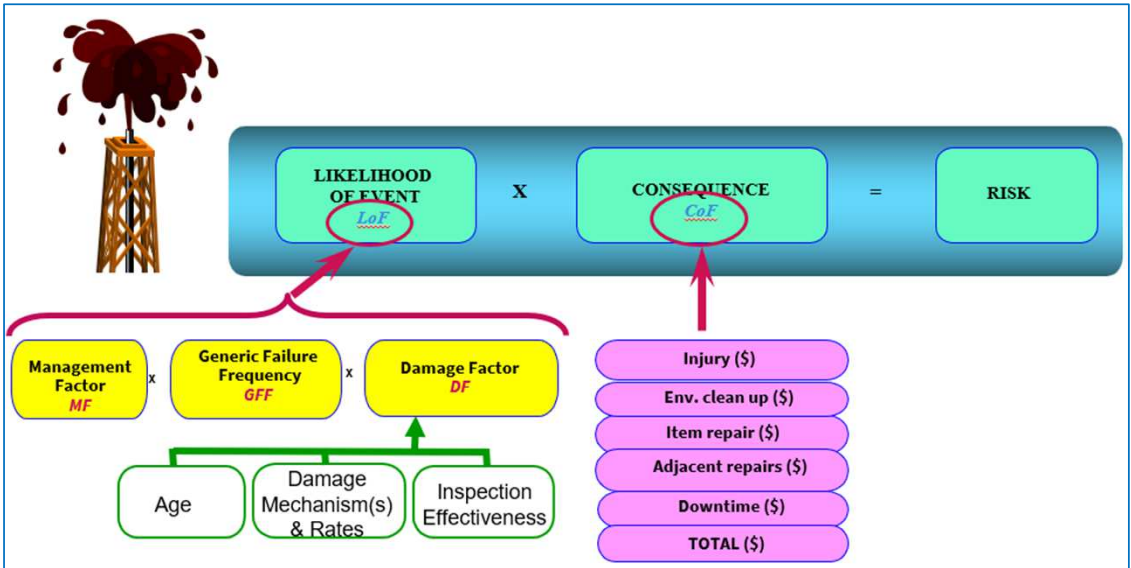 LIKELIHOOD
OF EVENT
LoF
X
CONSEQUENCE
CoF
=
RISK
Management
Factor
MF
x
Generic Failure
Frequency
GFF
x
Damage Factor
DF
Age
Damage
Mechanism(s)
& Rates
Inspection
Effectiveness
Injury ($)
Env. clean up ($)
Item repair ($)
Adjacent repairs ($)
Downtime ($)
TOTAL ($)